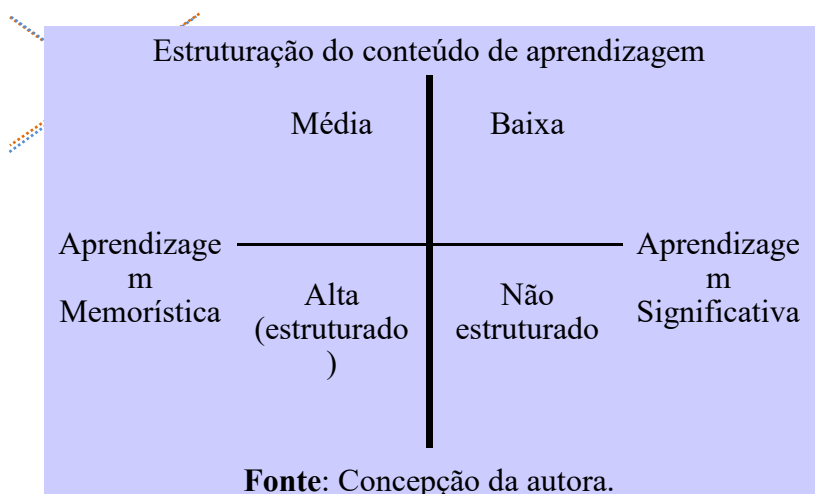 Estruturação do conteúdo de aprendizagem
Média
Baixa
Aprendizage
m
Memorística
Alta
(estruturado
)
Não
estruturado
Aprendizage
m
Significativa
Fonte: Concepção da autora.